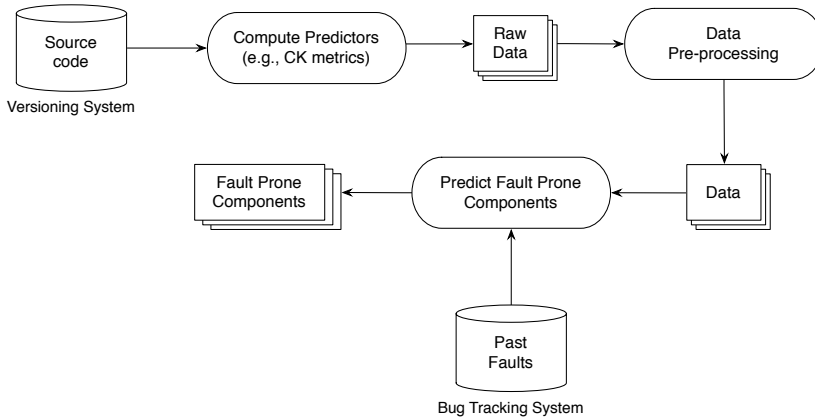 Source
code
Versioning System
Compute Predictors
(e.g., CK metrics)
Raw
Data
Data
Pre-processing
Fault Prone
Components
Predict Fault Prone
Components
Data
Past
Faults
Bug Tracking System